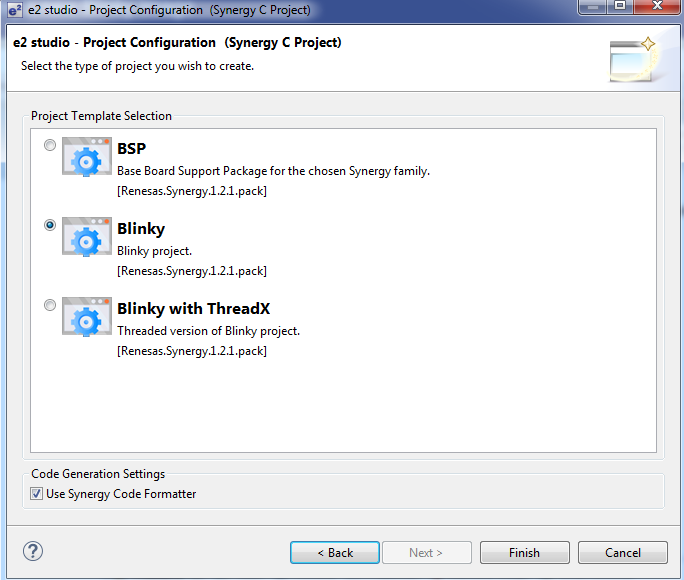 e2 studio - Project Configuration (Synergy C Project)
e2 studio - Project Configuration (Synergy C Project)
Select the type of project you wish to create.
Project Template Selection
BSP
Base Board Support Package for the chosen Synergy family.
[Renesas.Synergy.1.2.1.pack]
Blinky
Blinky project.
[Renesas.Synergy.1.2.1.pack]
Blinky with ThreadX
Threaded version of Blinky project.
[Renesas.Synergy.1.2.1.pack]
Code Generation Settings
Use Synergy Code Formatter
? < Back Next > Finish Cancel